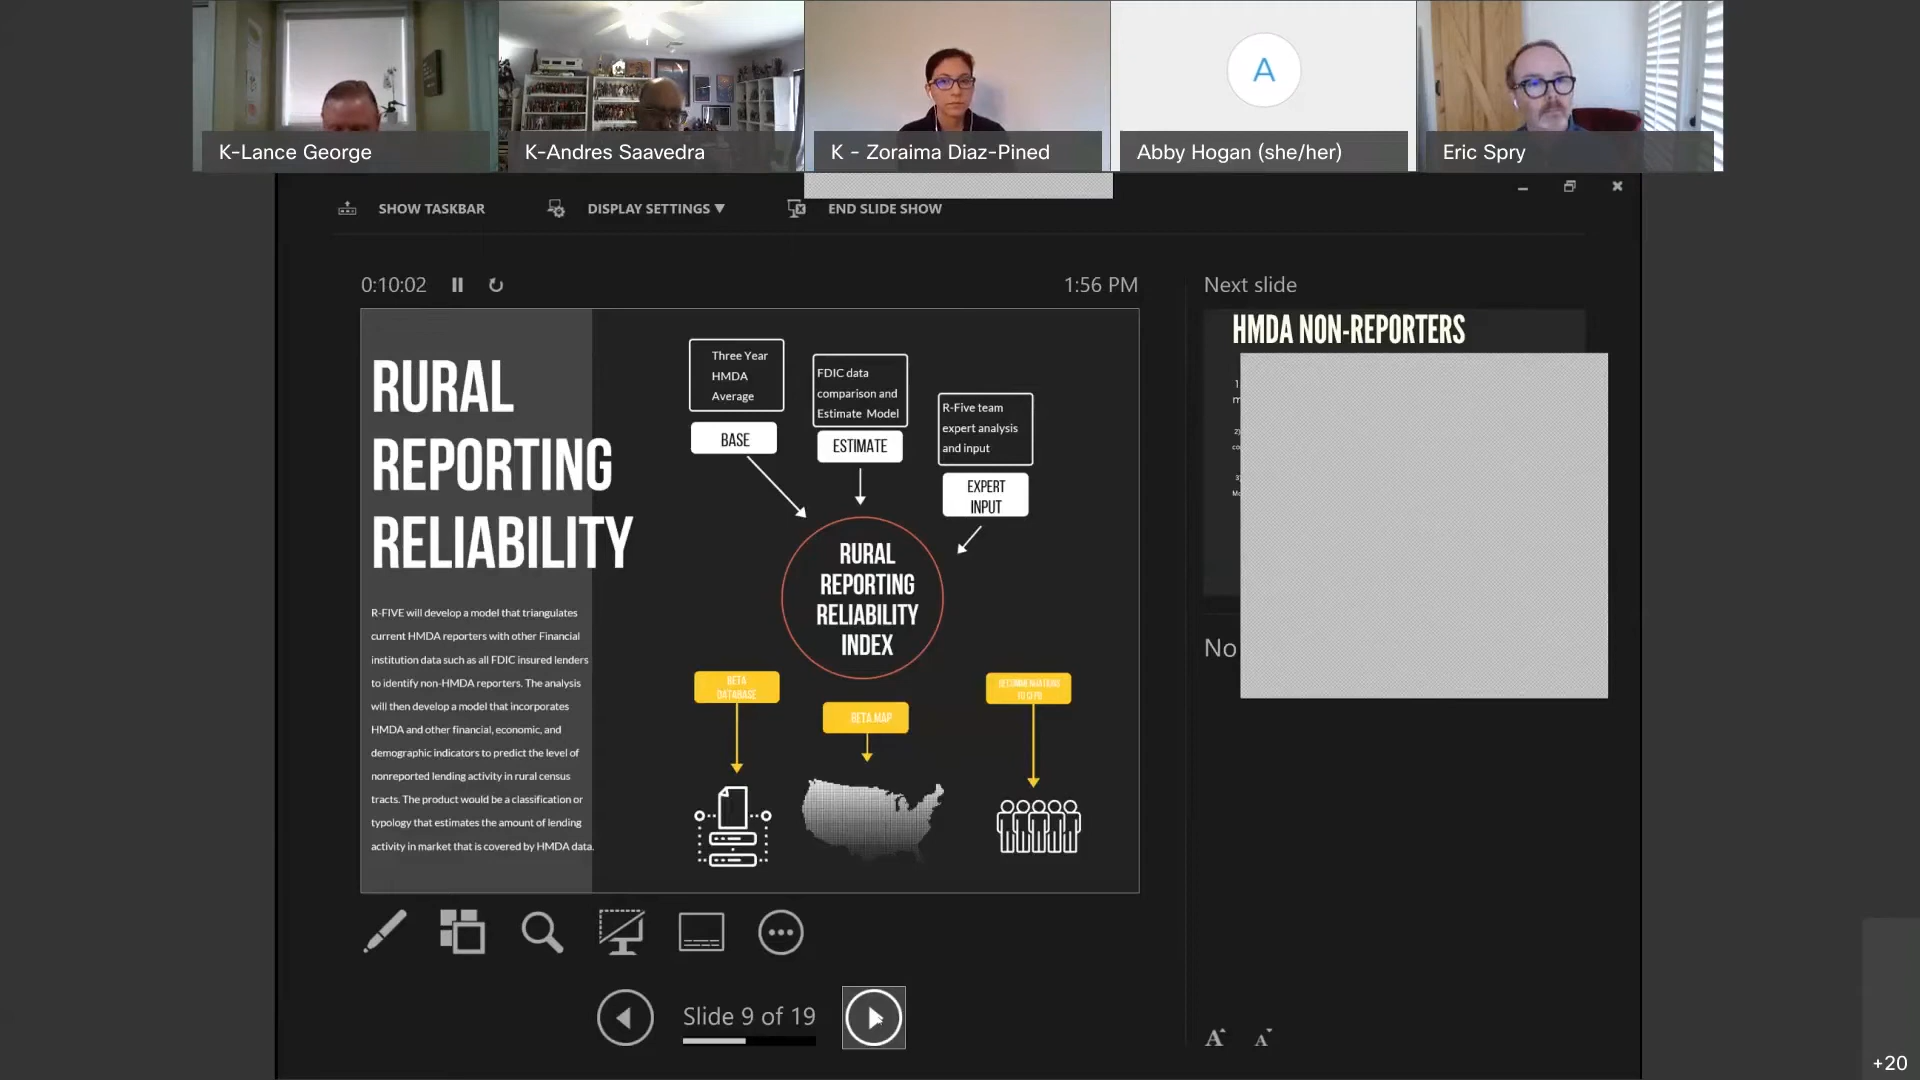 K-Lance George
K-Andres Saavedra
K - Zoraima Diaz-Pined
A
Abby Hogan (she/her)
Eric Spry
SHOW TASKBAR
DISPLAY SETTINGS ▼
END SLIDE SHOW
0:10:02
1:56 PM
Next slide
RURAL
REPORTING
RELIABILITY
R-FIVE will develop a model that triangulates
current HMDA reporters with other Financial
institution data such as all FDIC insured lenders
to identify non-HMDA reporters. The analysis
will then develop a model that incorporates
HMDA and other financial, economic, and
demographic indicators to predict the level of
nonreported lending activity in rural census
tracts. The product would be a classification or
typology that estimates the amount of lending
activity in market that is covered by HMDA data.
Three Year
HMDA
Average
BASE
FDIC data
comparison and
Estimate Model
ESTIMATE
R-Five team
expert analysis
and input
EXPERT
INPUT
RURAL
REPORTING
RELIABILITY
INDEX
BETA
DATABASE
BETA MAP
RECOMMENDATIONS
TO CFPB
HMDA NON-REPORTERS
1
m
2)
co
3)
No
Slide 9 of 19
A
A
+20